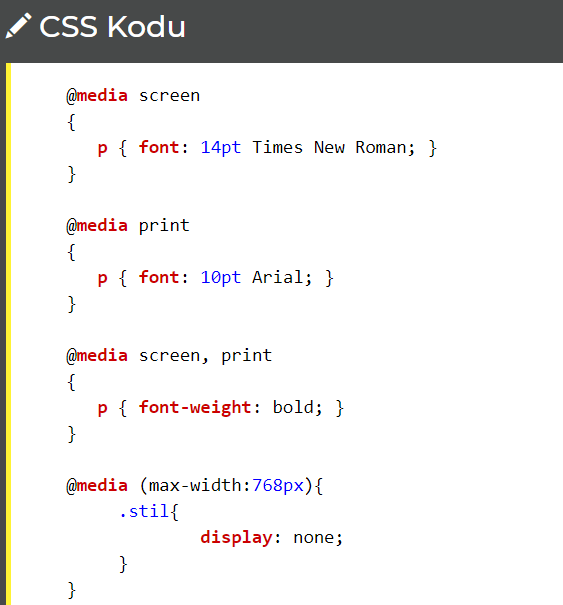 CSS Kodu
@media screen
{
p { font: 14pt Times New Roman; }
}
@media print
{
p { font: 10pt Arial; }
}
@media screen, print
{
p { font-weight: bold; }
}
@media (max-width:768px){
.stil{
display: none;
}
}